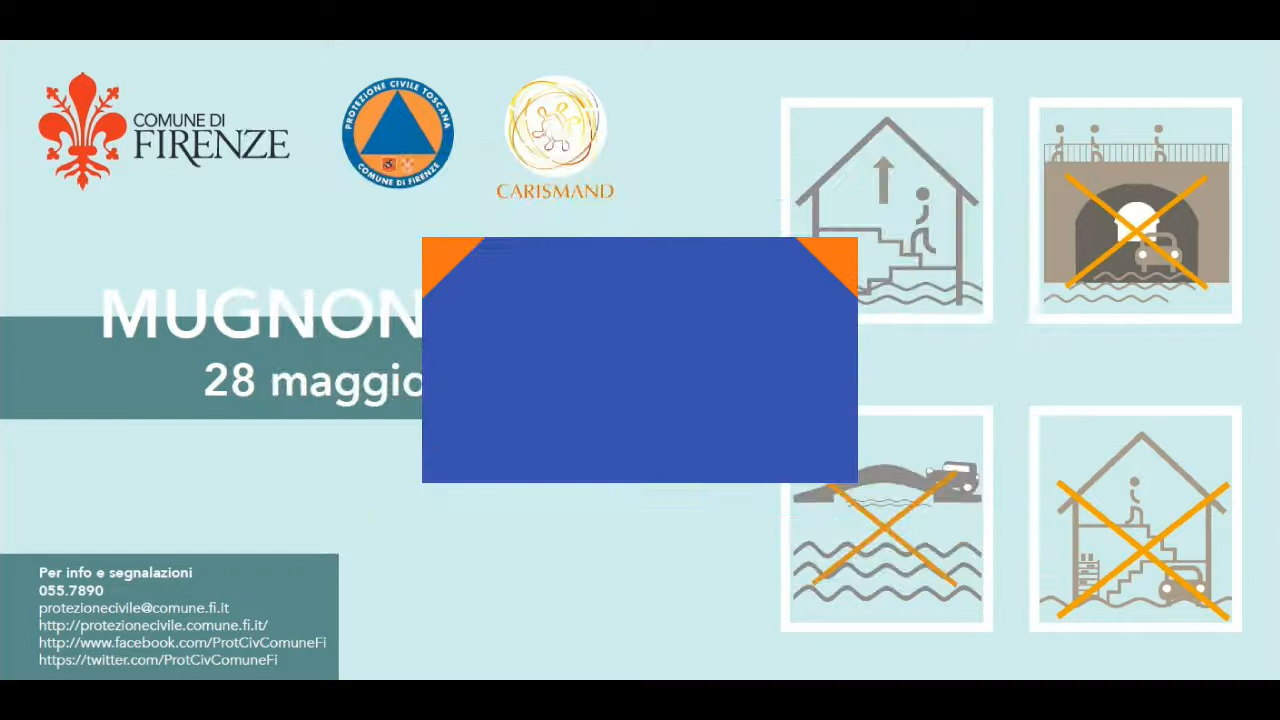 COMUNE DI
FIRENZE
PROTEZIONE CIVILE TOSCANA
COMUNE DI FIRENZE
CARISMAND
MUGNON
28 maggio
Per info e segnalazioni
055.7890
protezionecivile@comune.fi.it
http://protezionecivile.comune.fi.it/
http://www.facebook.com/ProtCivComuneFi
https://twitter.com/ProtCivComuneFi